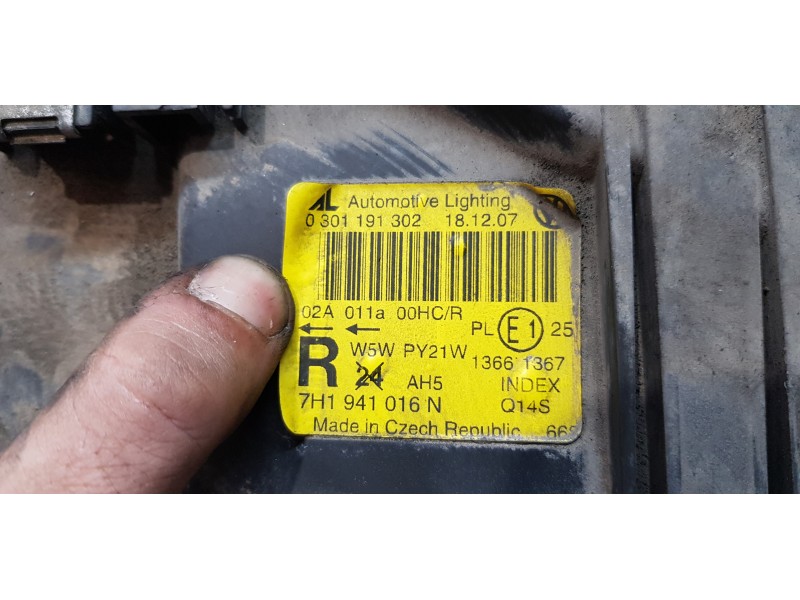 AL Automotive Lighting
0 301 191 302 18.12.07
02A 011a 00HC/R
PL E1 25
R W5W PY21W 1366 1367
24 AH5 INDEX
7H1 941 016 N Q14S
Made in Czech Republic 668